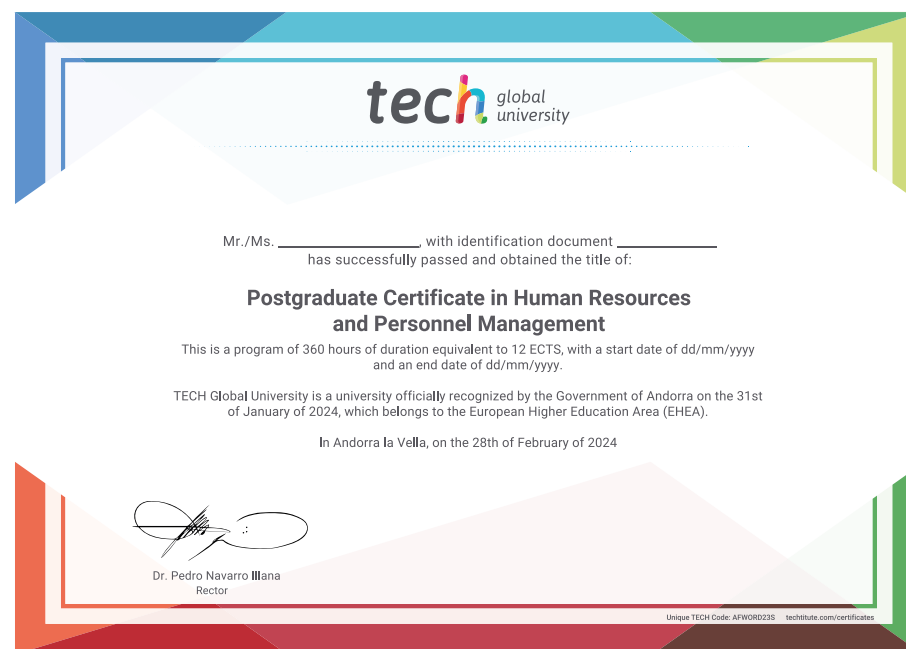 tech global
university
Mr./Ms. ____________________, with identification document ______________
has successfully passed and obtained the title of:
Postgraduate Certificate in Human Resources
and Personnel Management
This is a program of 360 hours of duration equivalent to 12 ECTS, with a start date of dd/mm/yyyy
and an end date of dd/mm/yyyy.
TECH Global University is a university officially recognized by the Government of Andorra on the 31st
of January of 2024, which belongs to the European Higher Education Area (EHEA).
In Andorra la Vella, on the 28th of February of 2024
Dr. Pedro Navarro Illana
Rector
Unique TECH Code: AFWORD23S techtitute.com/certificates